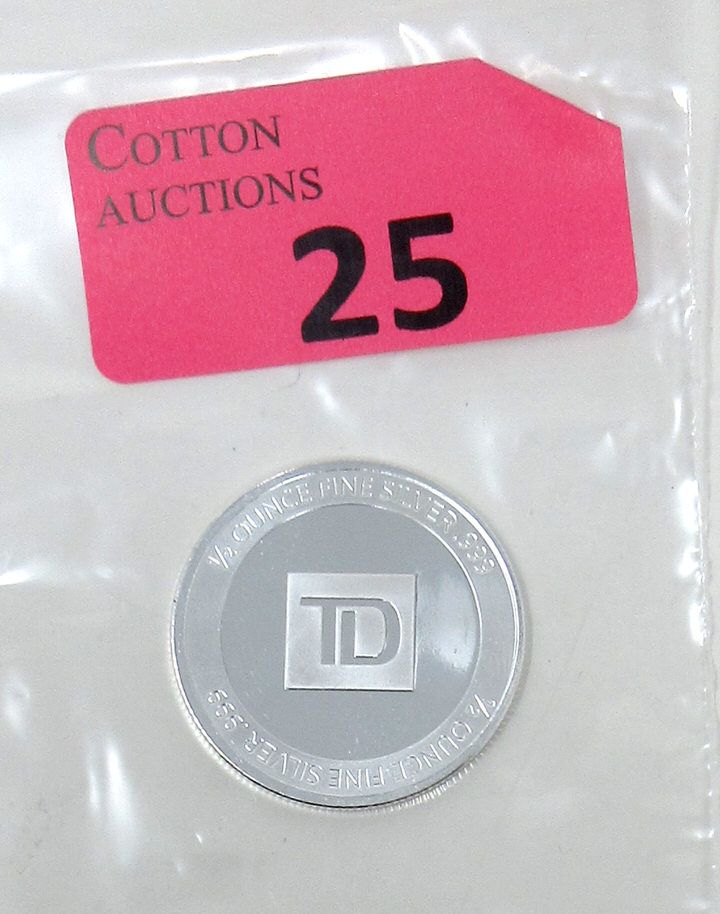 COTTON
AUCTIONS
25
½ OUNCE FINE SILVER .999
TD
½ OUNCE FINE SILVER .999